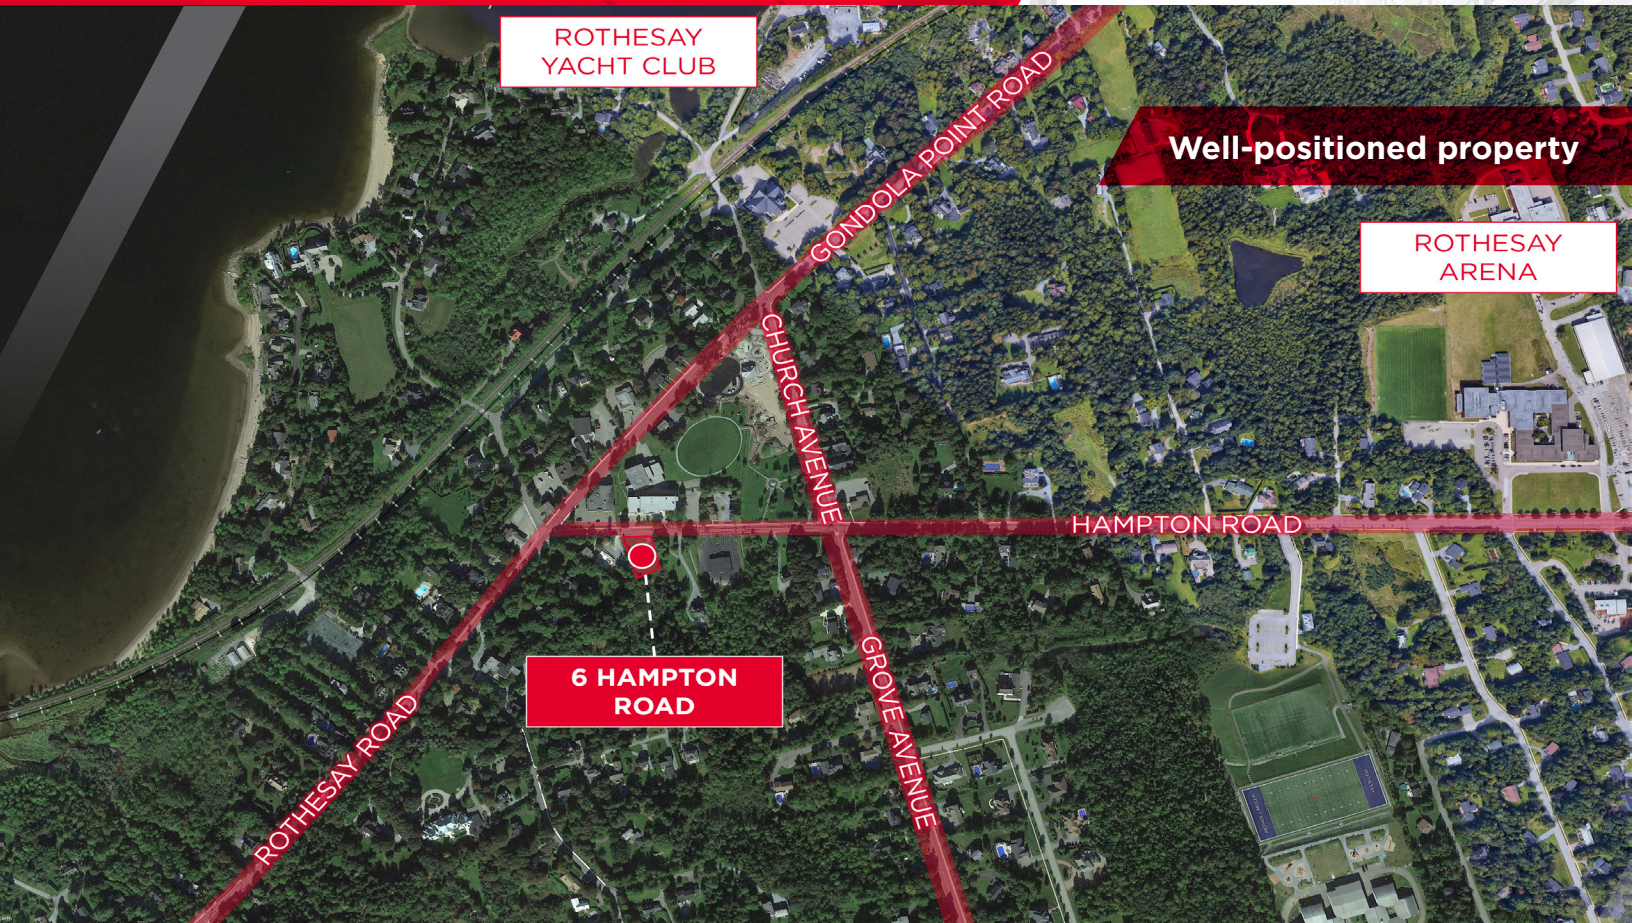 ROTHESAY
YACHT CLUB
GONDOLA POINT ROAD
Well-positioned property
ROTHESAY
ARENA
CHURCH AVENUE
HAMPTON ROAD
6 HAMPTON
ROAD
GROVE AVENUE
ROTHESAY ROAD